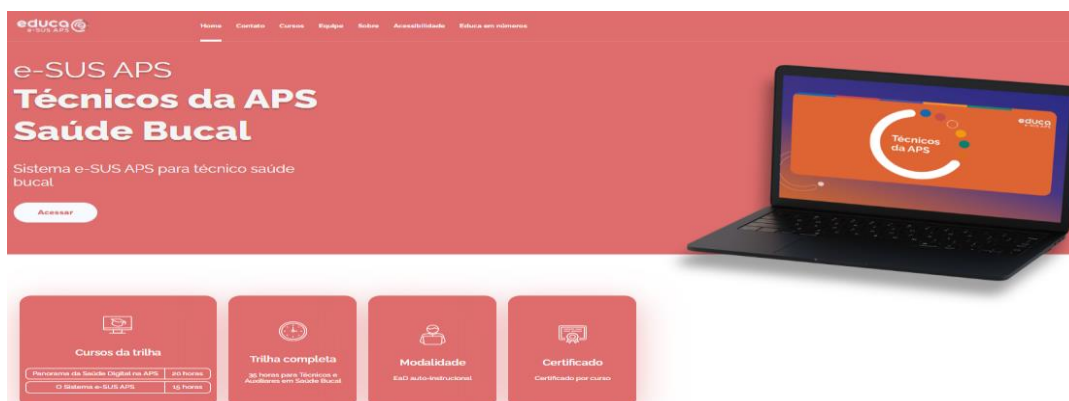 educa
e-SUS APS
Home Contato Cursos Equipe Sobre Acessibilidade Educa em números
e-SUS APS
Técnicos da APS
Saúde Bucal
Sistema e-SUS APS para técnico saúde
bucal
Acessar
educa
Técnicos
da APS
Cursos da trilha
Panorama da Saúde Digital na APS 20 horas
O Sistema e-SUS APS 15 horas
Trilha completa
35 horas para Técnicos e
Auxiliares em Saúde Bucal
Modalidade
EaD auto-instrucional
Certificado
Certificado por curso